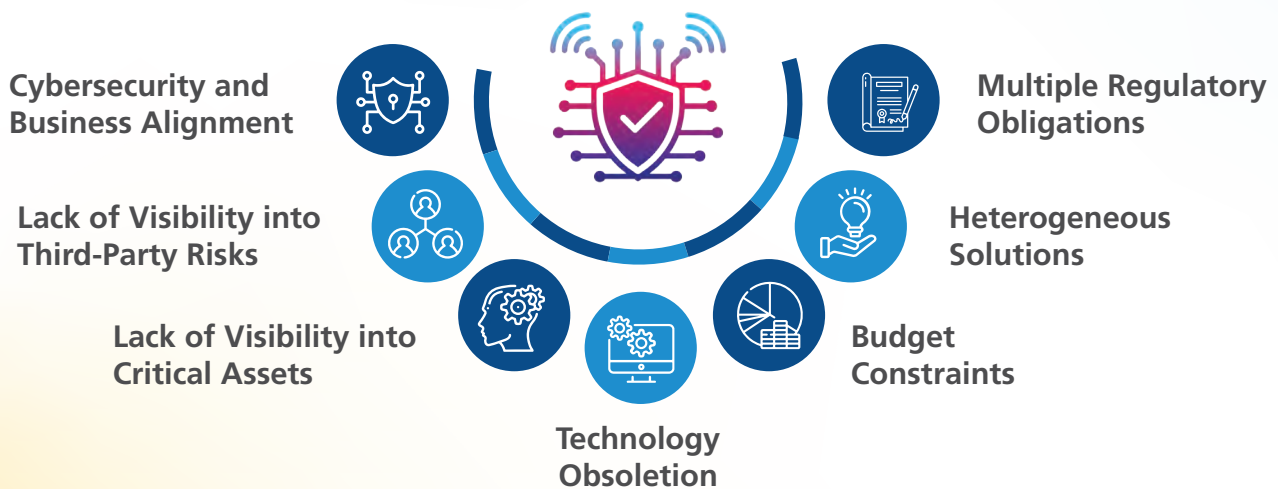 Cybersecurity and
Business Alignment
Lack of Visibility into
Third-Party Risks
Lack of Visibility into
Critical Assets
Technology
Obsoletion
Budget
Constraints
Heterogeneous
Solutions
Multiple Regulatory
Obligations